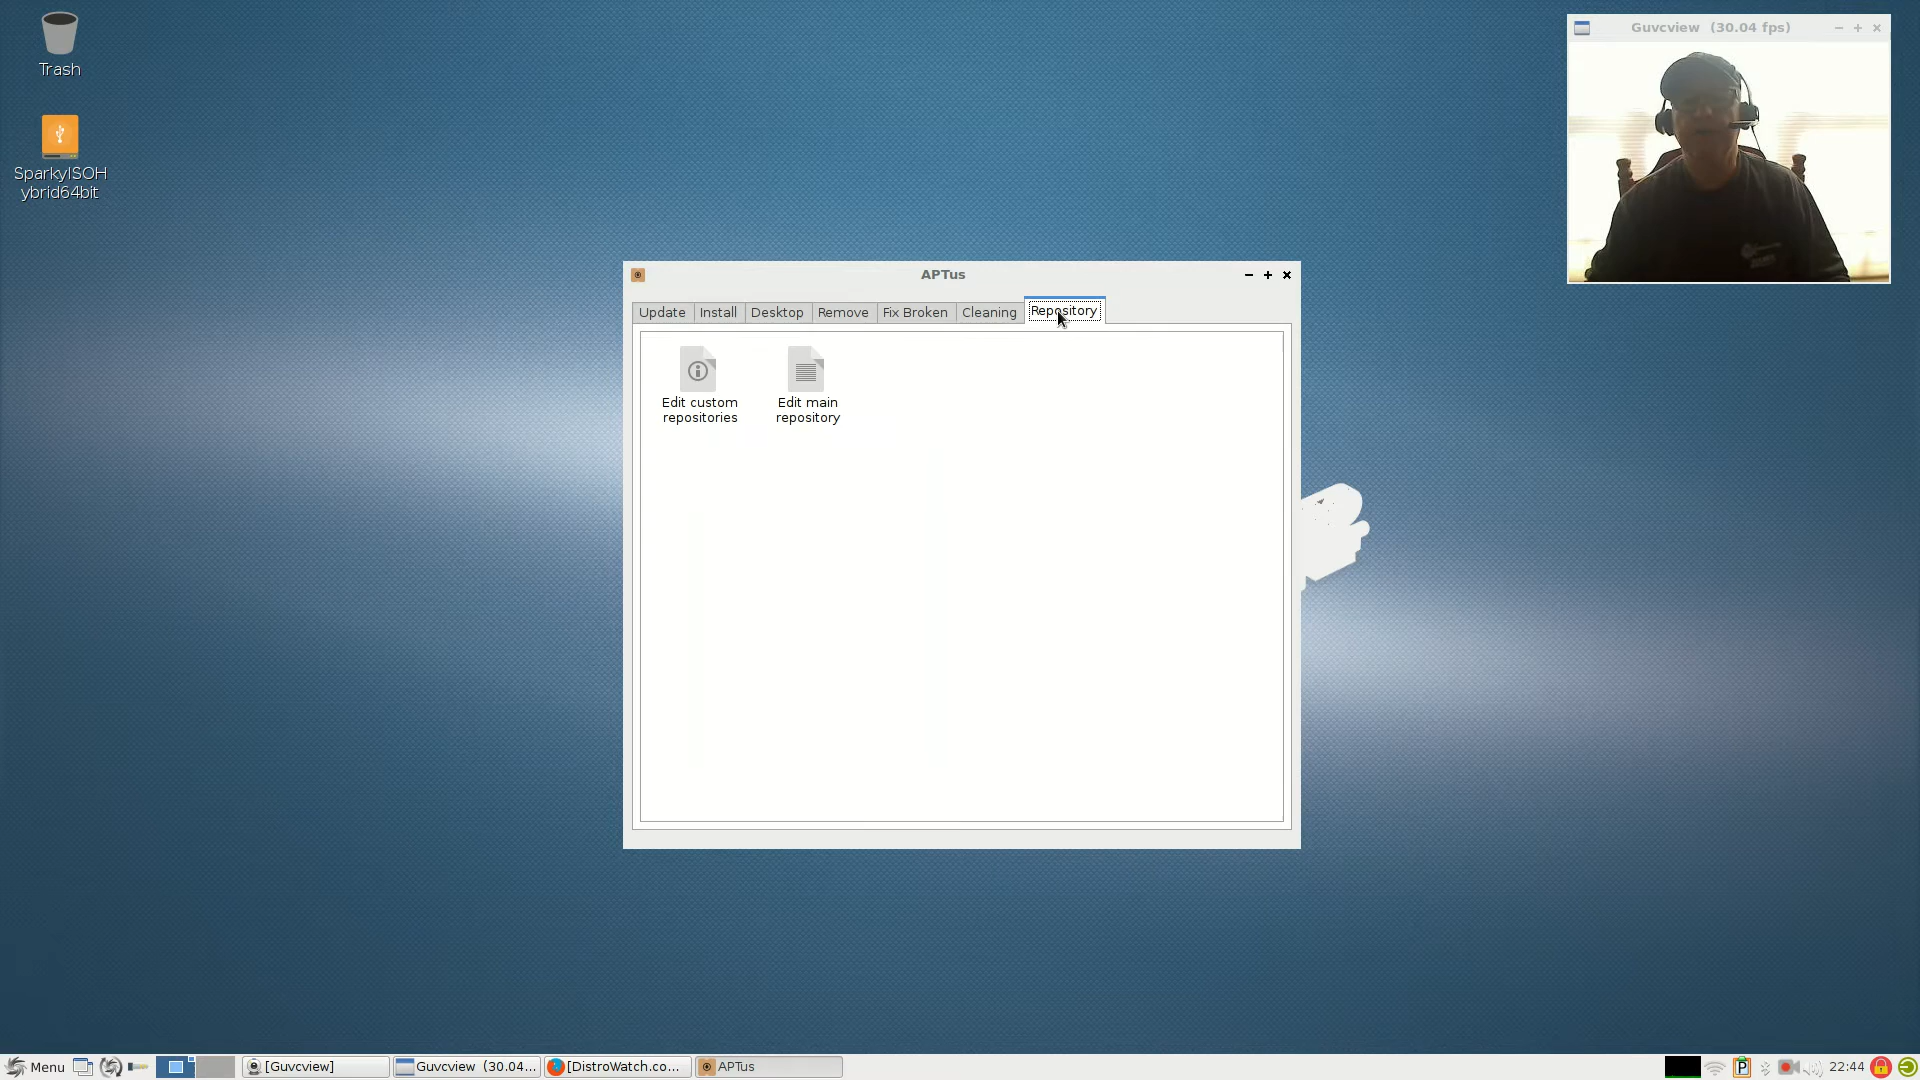 Trash
SparkyISOH
ybrid64bit
Guvcview (30.04 fps)
APTus
Update
Install
Desktop
Remove
Fix Broken
Cleaning
Repository
Edit custom
repositories
Edit main
repository
Menu
[Guvcview]
Guvcview (30.04...
[DistroWatch.co...
APTus
P
22:44